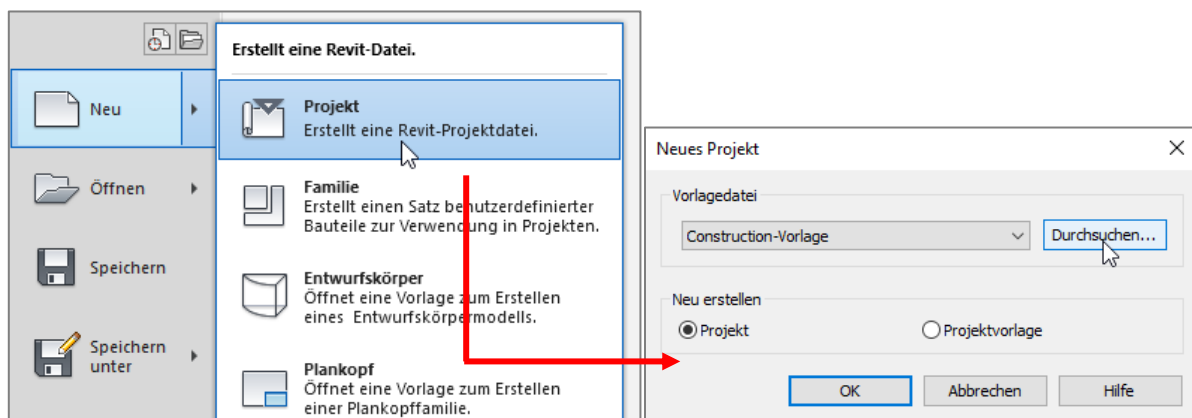 Erstellt eine Revit-Datei.
Neu
Projekt
Erstellt eine Revit-Projektdatei.
Öffnen
Familie
Erstellt einen Satz benutzerdefinierter
Bauteile zur Verwendung in Projekten.
Speichern
Entwurfskörper
Öffnet eine Vorlage zum Erstellen
eines Entwurfskörpermodells.
Speichern
unter
Plankopf
Öffnet eine Vorlage zum Erstellen
einer Plankopffamilie.
Neues Projekt
Vorlagedatei
Construction-Vorlage
Durchsuchen...
Neu erstellen
Projekt
Projektvorlage
OK
Abbrechen
Hilfe